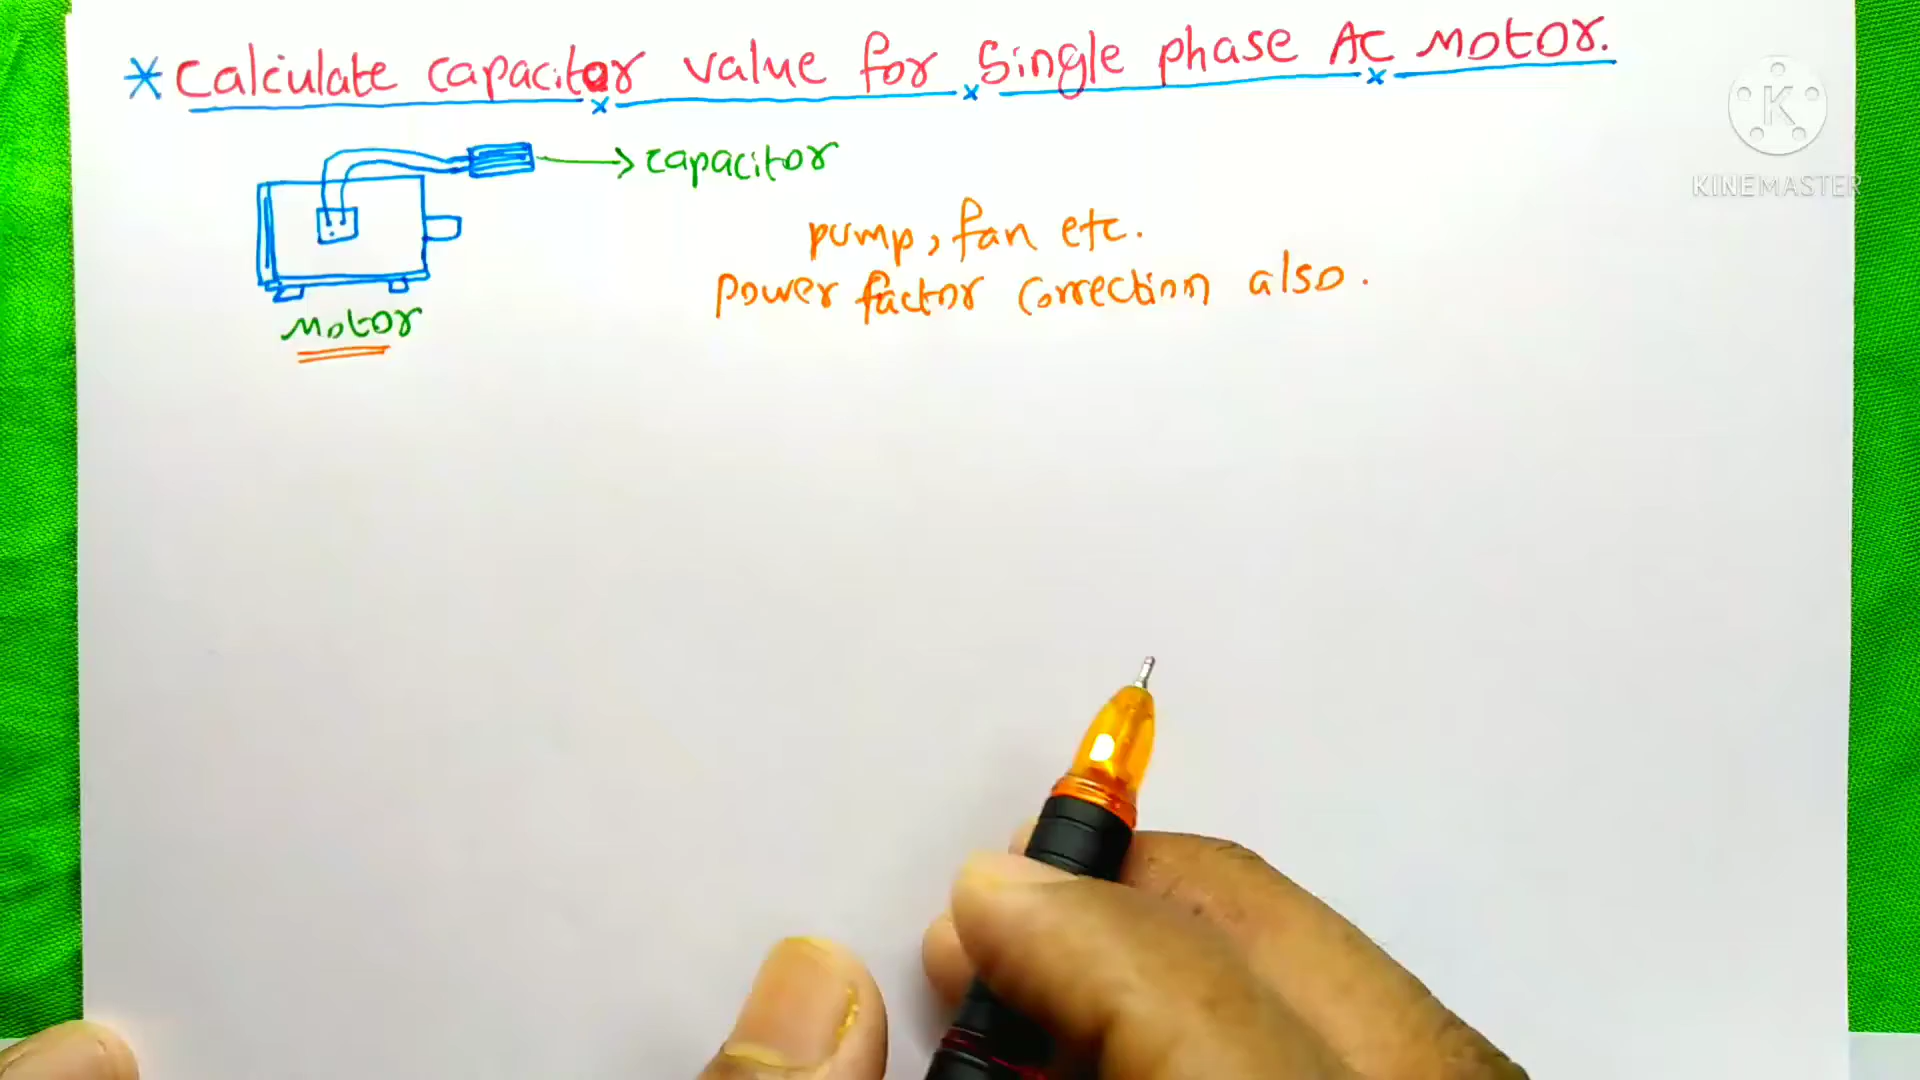 * Calculate capacitor value for Single phase AC Motor.
capacitor
pump, fan etc.
power factor correction also.
Motor
K
KINEMASTER